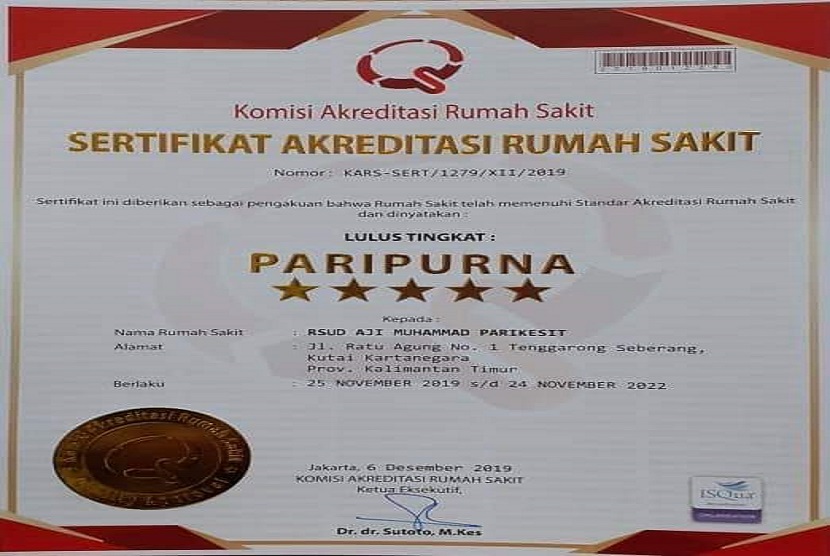 Komisi Akreditasi Rumah Sakit
SERTIFIKAT AKREDITASI RUMAH SAKIT
Nomor : KARS-SERT/1279/XII/2019
Sertifikat ini diberikan sebagai pengakuan bahwa Rumah Sakit telah memenuhi Standar Akreditasi Rumah Sakit
dan dinyatakan :
LULUS TINGKAT :
PARIPURNA
Kepada :
Nama Rumah Sakit : RSUD AJI MUHAMMAD PARIKESIT
Alamat : Jl. Ratu Agung No. 1 Tenggarong Seberang,
Kutai Kartanegara
Prov. Kalimantan Timur
Berlaku : 25 NOVEMBER 2019 s/d 24 NOVEMBER 2022
Jakarta, 6 Desember 2019
KOMISI AKREDITASI RUMAH SAKIT
Ketua Eksekutif,
Dr. dr. Sutoto, M.Kes
ISQua